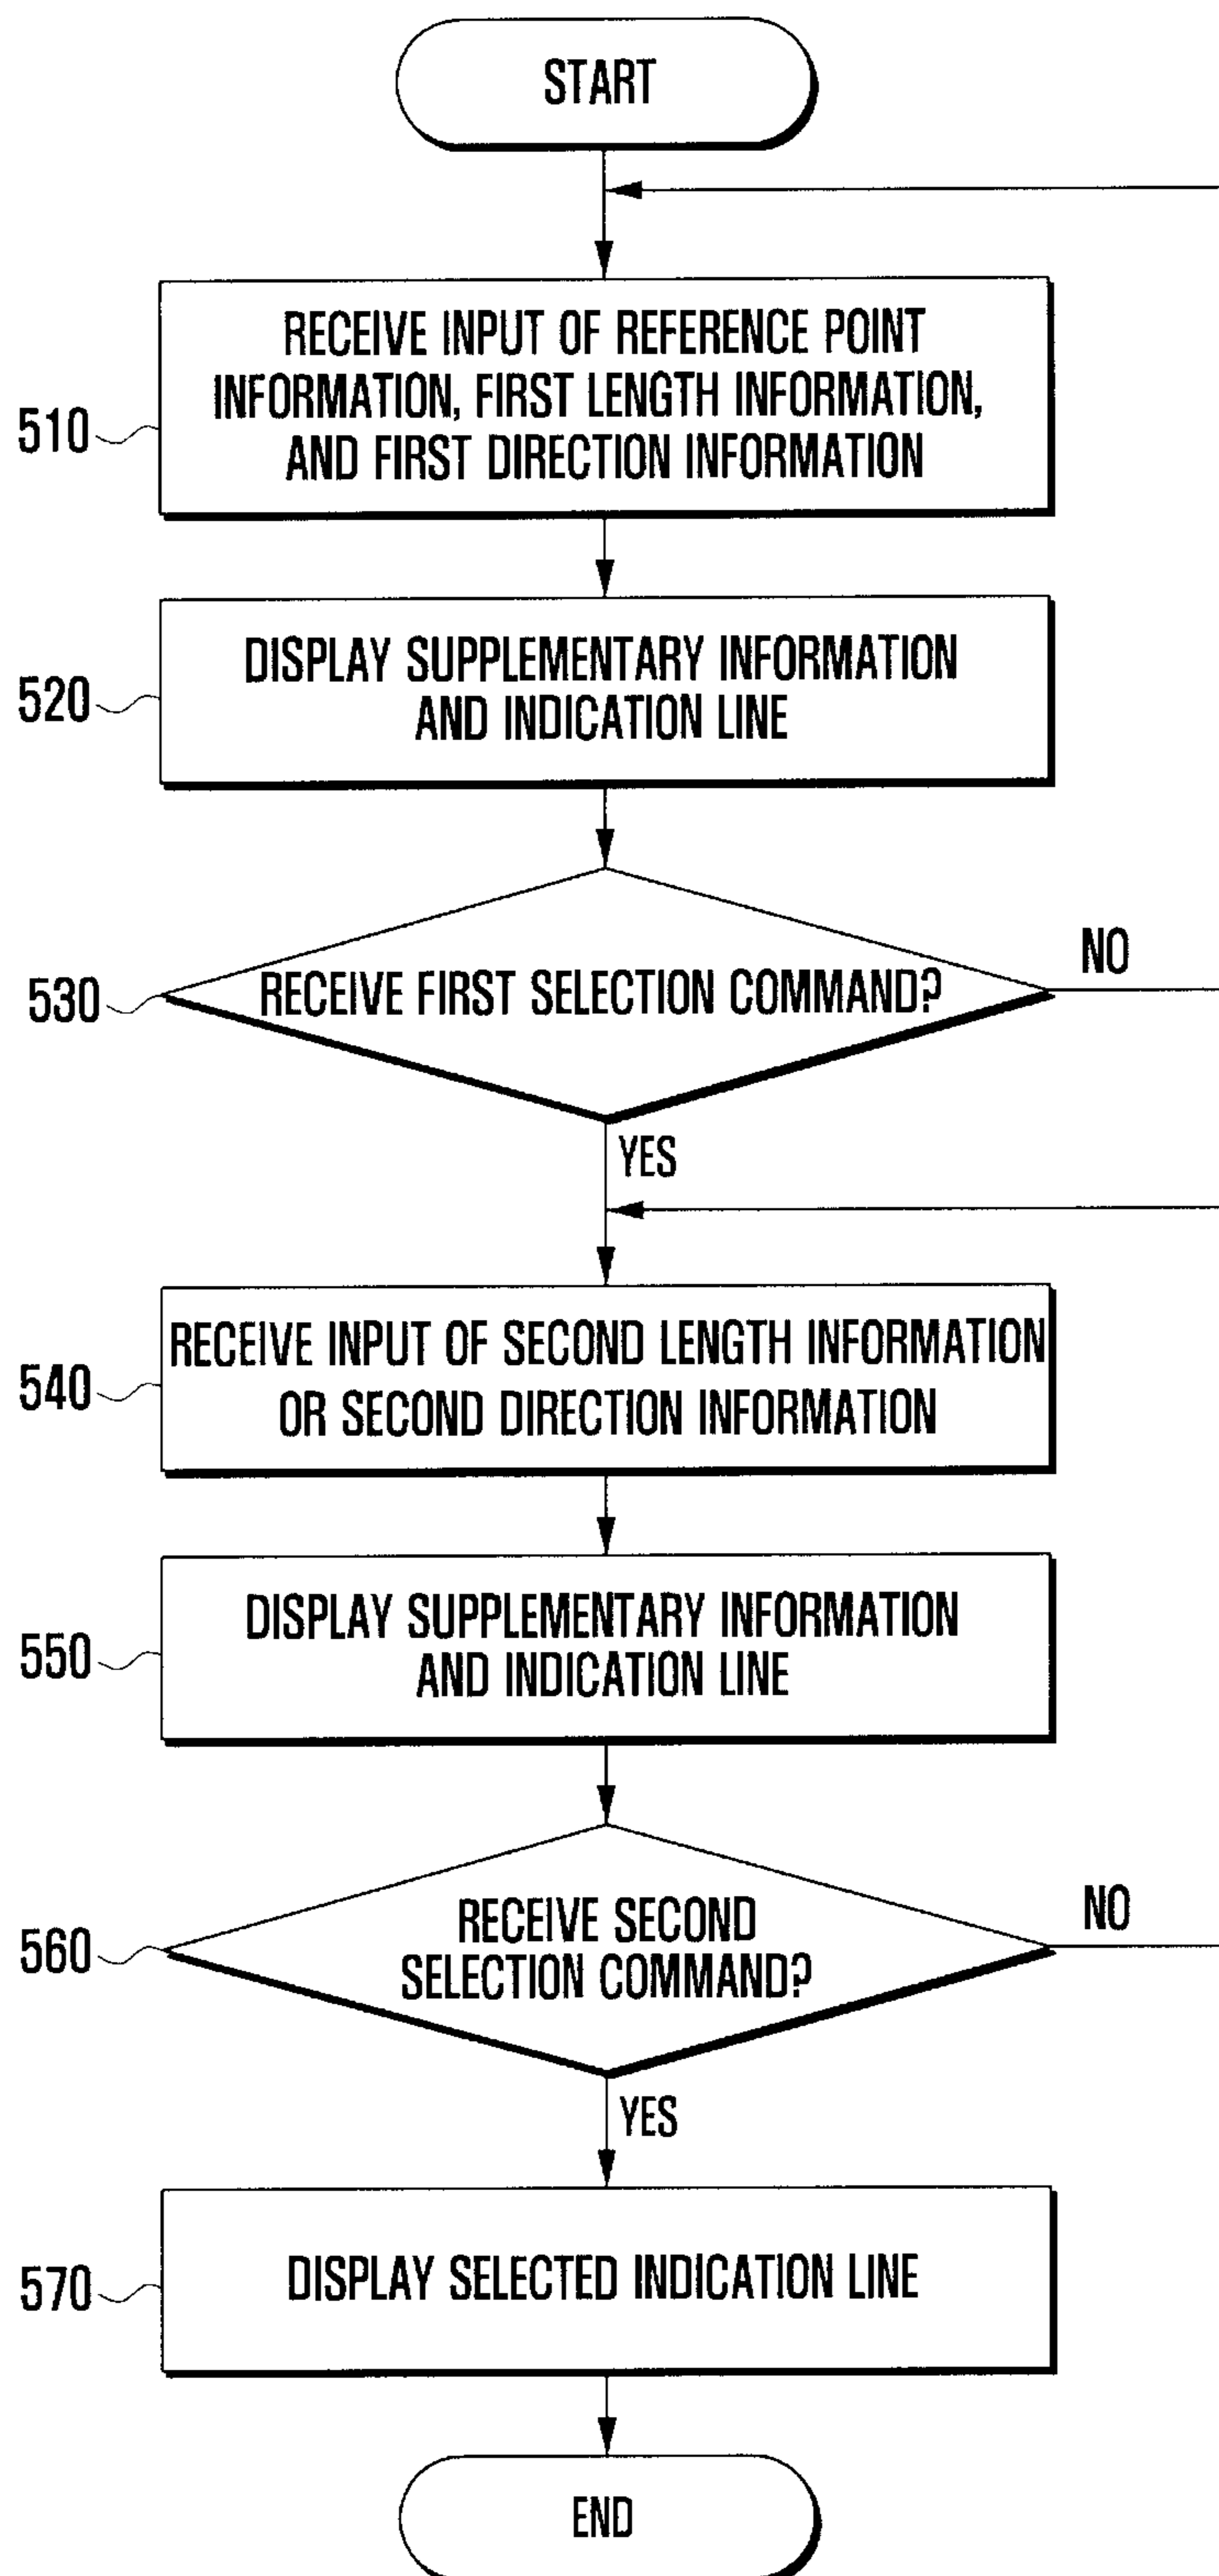 START
RECEIVE INPUT OF REFERENCE POINT
INFORMATION, FIRST LENGTH INFORMATION,
AND FIRST DIRECTION INFORMATION
510
DISPLAY SUPPLEMENTARY INFORMATION
AND INDICATION LINE
520
RECEIVE FIRST SELECTION COMMAND?
NO
530
YES
RECEIVE INPUT OF SECOND LENGTH INFORMATION
OR SECOND DIRECTION INFORMATION
540
DISPLAY SUPPLEMENTARY INFORMATION
AND INDICATION LINE
550
RECEIVE SECOND
SELECTION COMMAND?
NO
560
YES
DISPLAY SELECTED INDICATION LINE
570
END